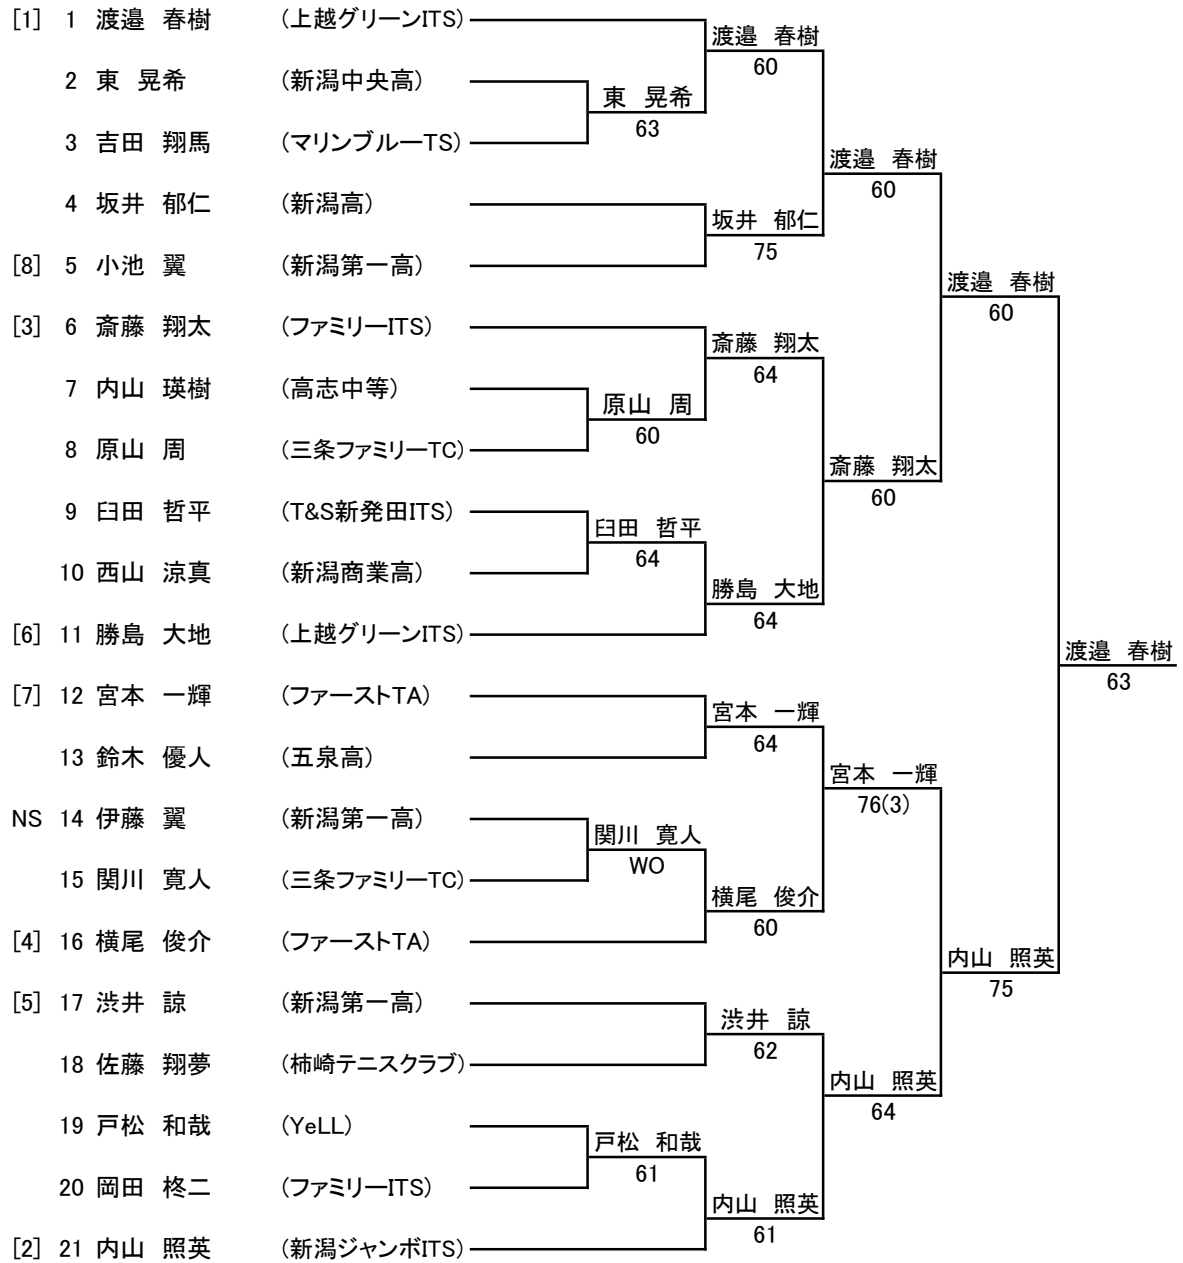 [1] 1 渡邉 春樹 (上越グリーンITS)
渡邉 春樹
60
2 東 晃希 (新潟中央高)
東 晃希
63
3 吉田 翔馬 (マリンブルーTS)
渡邉 春樹
60
4 坂井 郁仁 (新潟高)
坂井 郁仁
75
[8] 5 小池 翼 (新潟第一高)
渡邉 春樹
60
[3] 6 斎藤 翔太 (ファミリーITS)
斎藤 翔太
64
7 内山 瑛樹 (高志中等)
原山 周
60
8 原山 周 (三条ファミリーTC)
斎藤 翔太
60
9 臼田 哲平 (T&S新発田ITS)
臼田 哲平
64
10 西山 涼真 (新潟商業高)
勝島 大地
64
[6] 11 勝島 大地 (上越グリーンITS)
渡邉 春樹
63
[7] 12 宮本 一輝 (ファーストTA)
宮本 一輝
64
13 鈴木 優人 (五泉高)
宮本 一輝
76(3)
NS 14 伊藤 翼 (新潟第一高)
関川 寛人
WO
15 関川 寛人 (三条ファミリーTC)
横尾 俊介
60
[4] 16 横尾 俊介 (ファーストTA)
内山 照英
75
[5] 17 渋井 諒 (新潟第一高)
渋井 諒
62
18 佐藤 翔夢 (柿崎テニスクラブ)
内山 照英
64
19 戸松 和哉 (YeLL)
戸松 和哉
61
20 岡田 柊二 (ファミリーITS)
内山 照英
61
[2] 21 内山 照英 (新潟ジャンボITS)